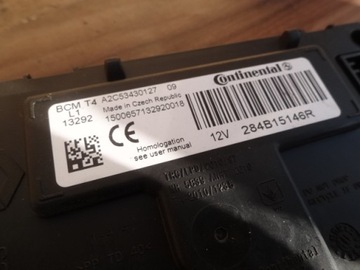 BCM T4 A2C53430127 09
L1 Made in Czech Republic
13292 1500657132920018
Continental
CE
Homologation
see user manual
12V 284B15146R